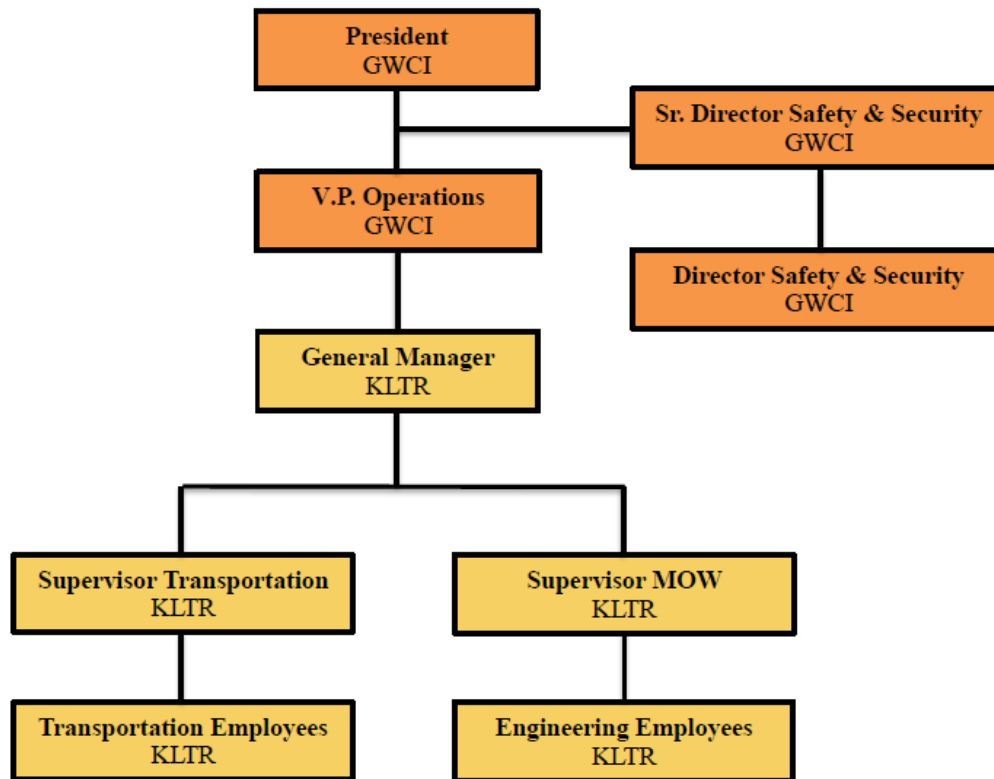 President
GWCI
Sr. Director Safety & Security
GWCI
V.P. Operations
GWCI
Director Safety & Security
GWCI
General Manager
KLTR
Supervisor Transportation
KLTR
Supervisor MOW
KLTR
Transportation Employees
KLTR
Engineering Employees
KLTR